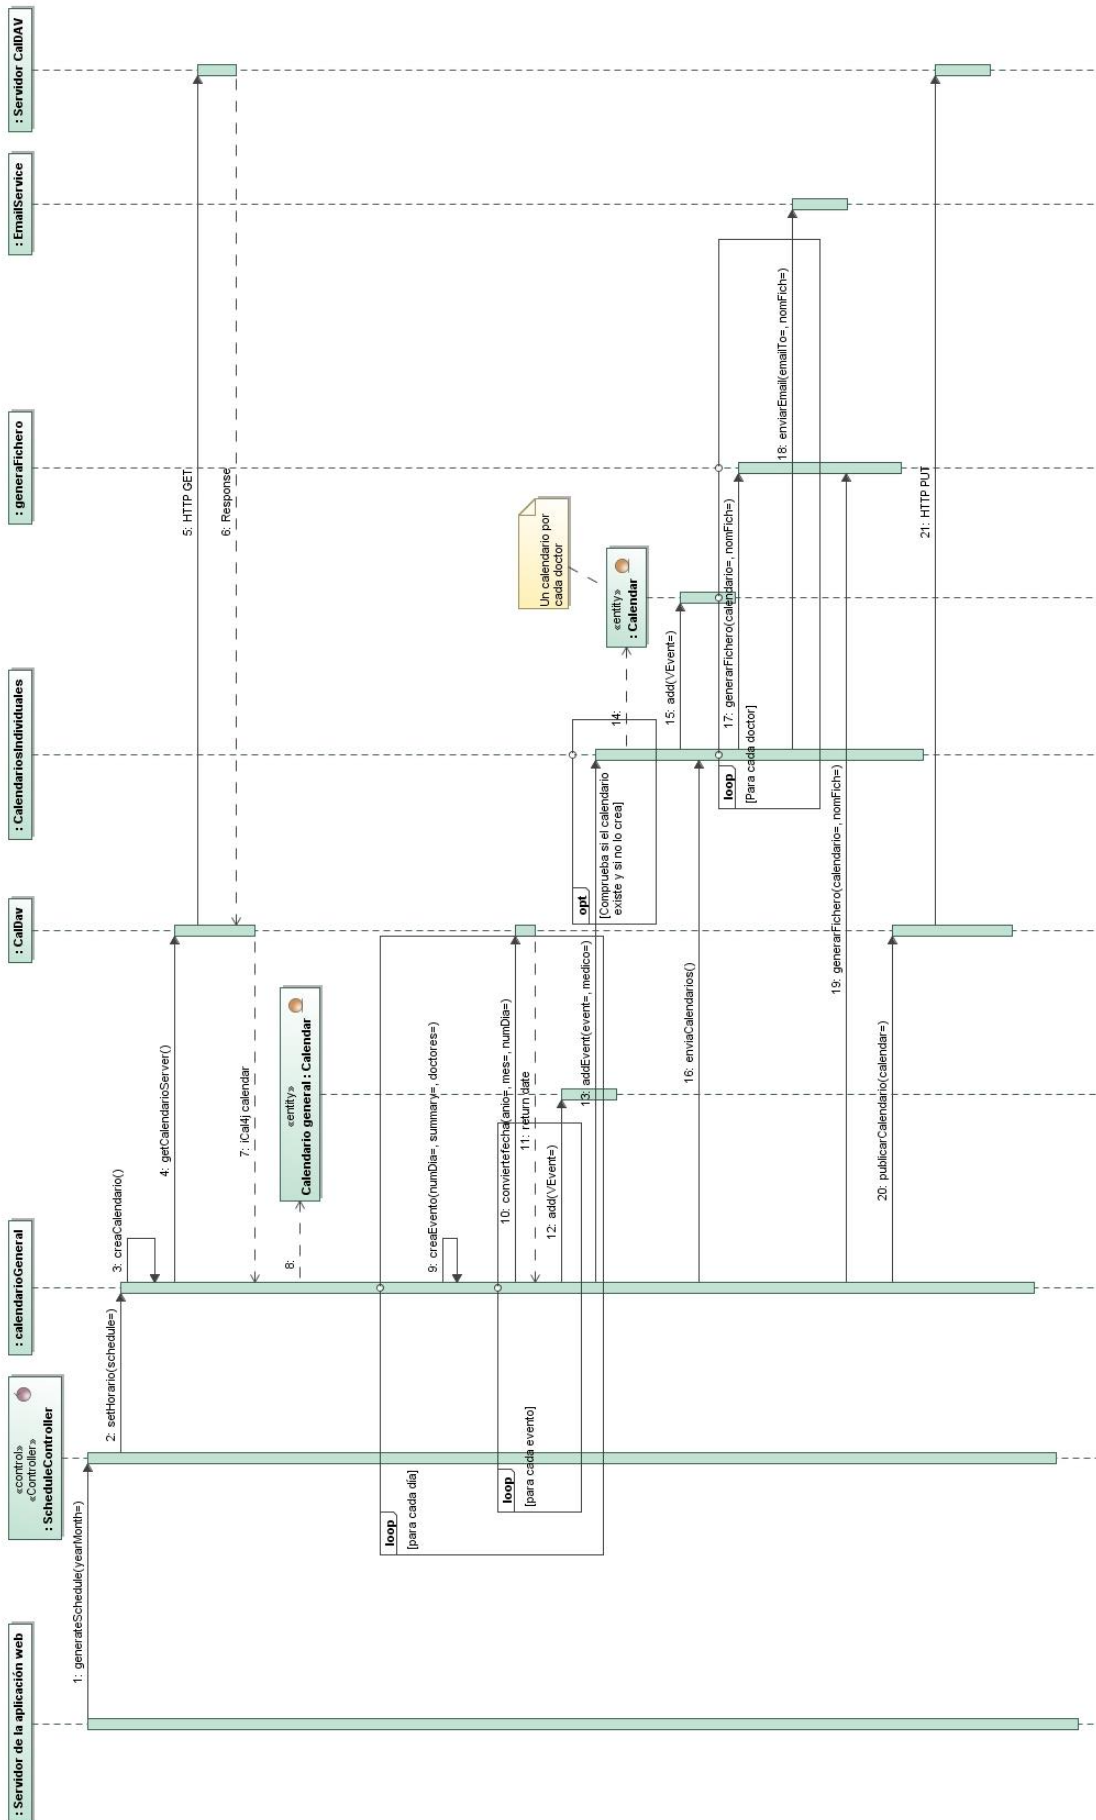 : Servidor de la aplicación web
«control»
«Controller»
: ScheduleController
: calendarioGeneral
: CalDav
: CalendariosIndividuales
: generaFichero
: EmailService
: Servidor CalDAV
1: generateSchedule(yearMonth=)
2: setHorario(schedule=)
3: creaCalendario()
4: getCalendarioServer()
5: HTTP GET
6: Response
7: iCal4j calendar
8:
«entity»
Calendario general : Calendar
loop
[para cada día]
9: creaEvento(numDia=, summary=, doctores=)
loop
[para cada evento]
10: conviertefecha(anio=, mes=, numDia=)
11: return date
12: add(VEvent=)
13: addEvent(event=, medico=)
opt
[Comprueba si el calendario
existe y si no lo crea]
14:
Un calendario por
cada doctor
«entity»
: Calendar
15: add(VEvent=)
16: enviaCalendarios()
loop
[Para cada doctor]
17: generarFichero(calendario=, nomFich=)
18: enviarEmail(emailTo=, nomFich=)
19: generarFichero(calendario=, nomFich=)
20: publicarCalendario(calendar=)
21: HTTP PUT